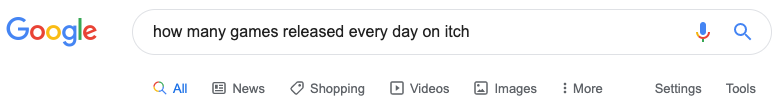 Google how many games released every day on itch
All News Shopping Videos Images More Settings Tools